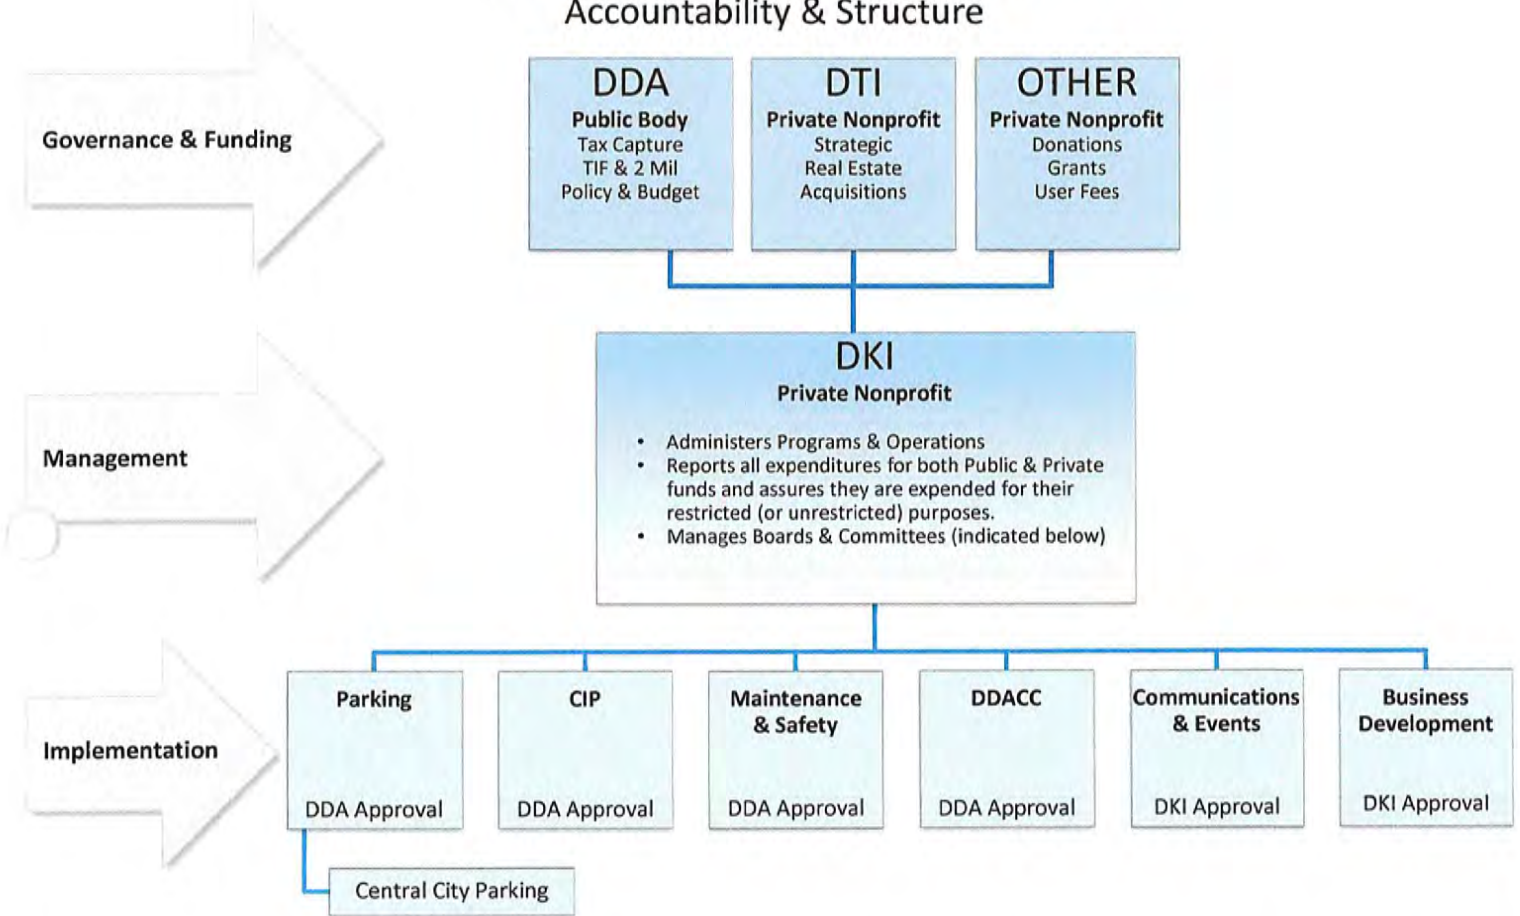 Accountability & Structure
Governance & Funding
DDA
Public Body
Tax Capture
TIF & 2 Mil
Policy & Budget
DTI
Private Nonprofit
Strategic
Real Estate
Acquisitions
OTHER
Private Nonprofit
Donations
Grants
User Fees
Management
DKI
Private Nonprofit
• Administers Programs & Operations
• Reports all expenditures for both Public & Private
funds and assures they are expended for their
restricted (or unrestricted) purposes.
• Manages Boards & Committees (indicated below)
Implementation
Parking
DDA Approval
CIP
DDA Approval
Maintenance
& Safety
DDA Approval
DDACC
DDA Approval
Communications
& Events
DKI Approval
Business
Development
DKI Approval
Central City Parking